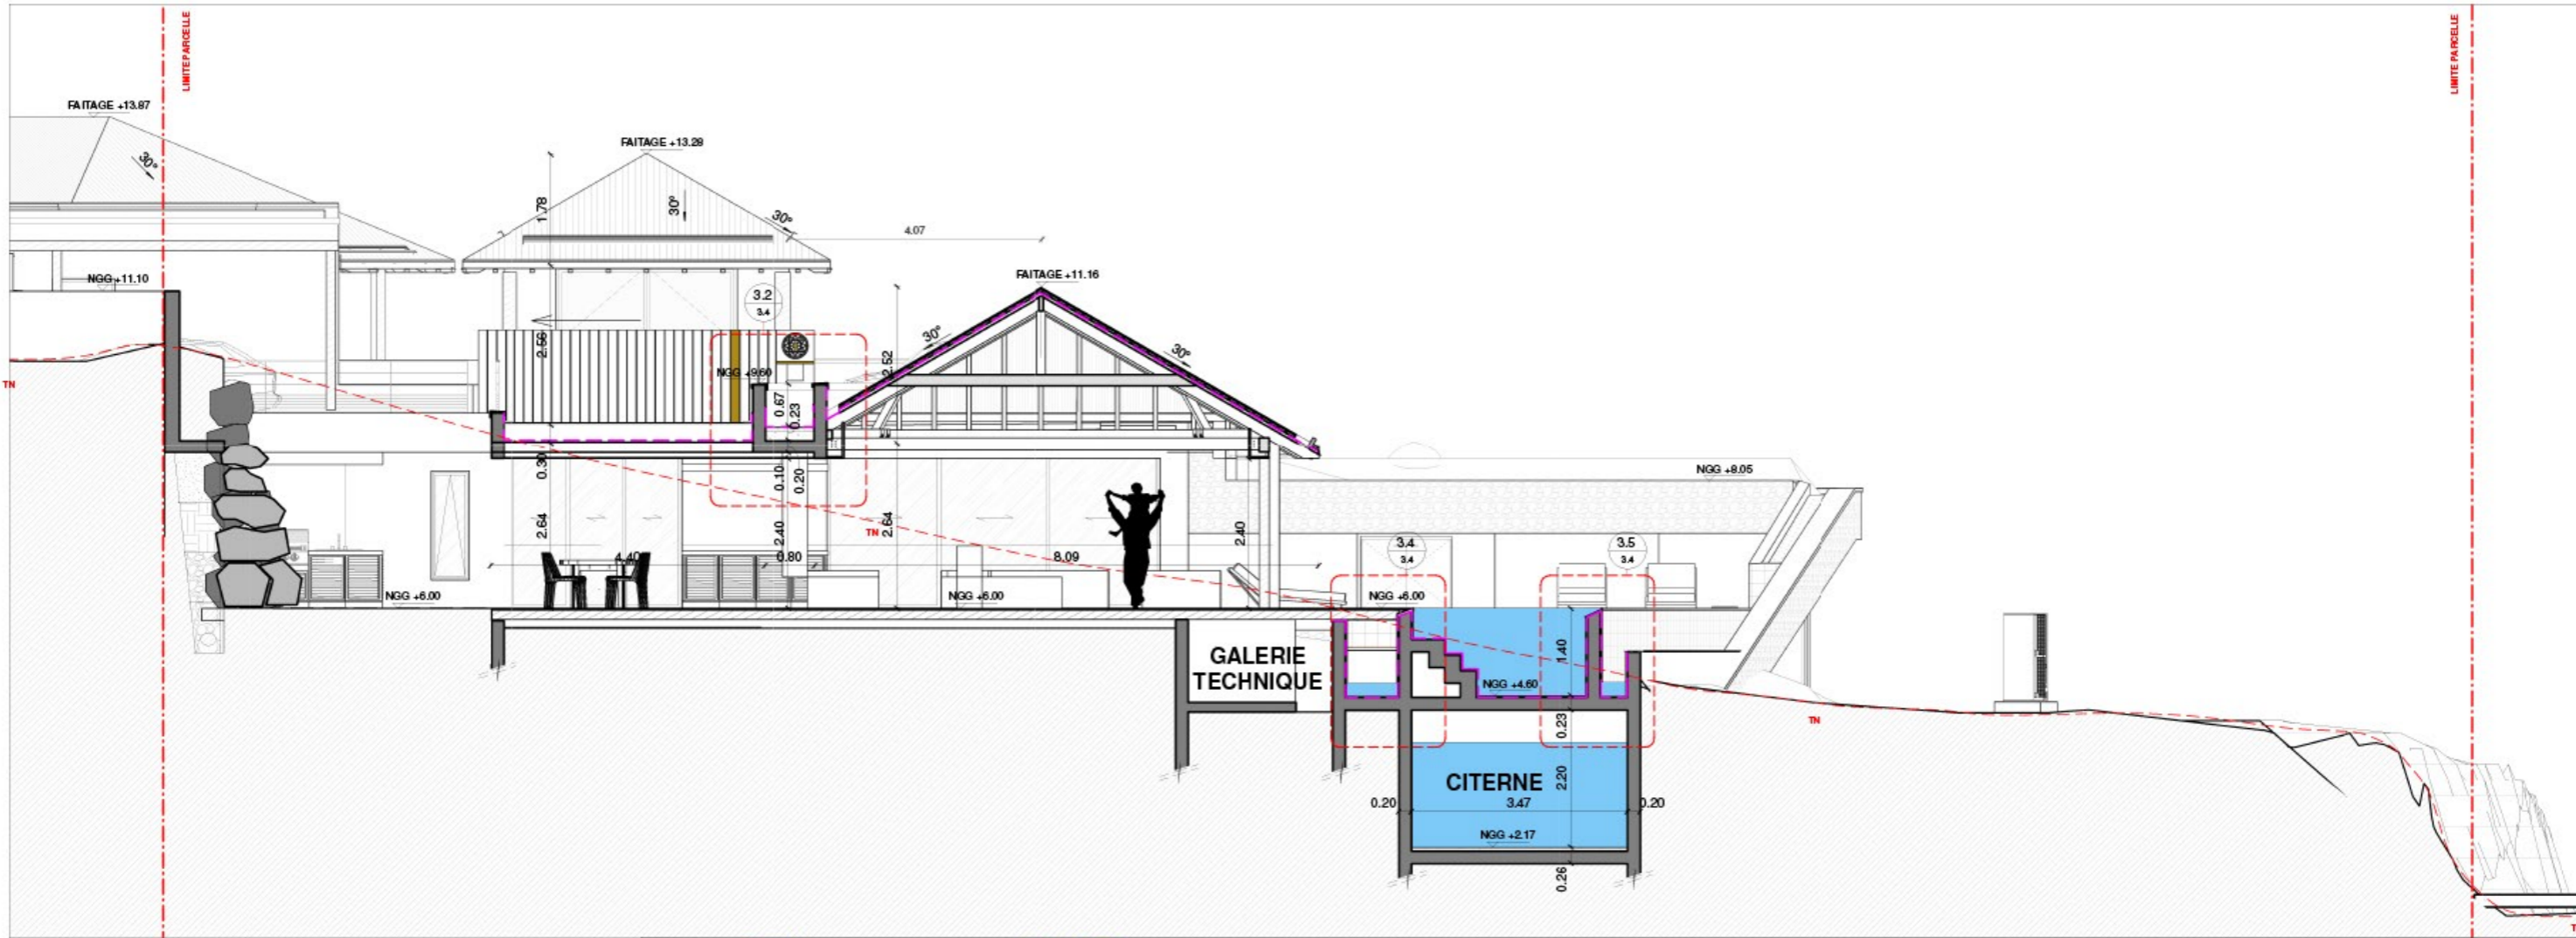 LIMITE PARCELLE
LIMITE PARCELLE
FAITAGE +13.87
30°
FAITAGE +13.28
1.78
30°
30°
4.07
NGG +11.10
FAITAGE +11.16
3.2
3.4
2.56
2.52
30°
30°
TN
NGG +9.60
0.67
0.23
0.30
0.10
0.20
NGG +8.05
2.64
2.40
TN
2.64
2.40
4.40
0.80
8.09
3.4
3.4
3.5
3.4
NGG +6.00
NGG +6.00
NGG +6.00
GALERIE
TECHNIQUE
1.40
NGG +4.60
0.23
TN
CITERNE
2.20
0.20
3.47
0.20
NGG +2.17
0.26